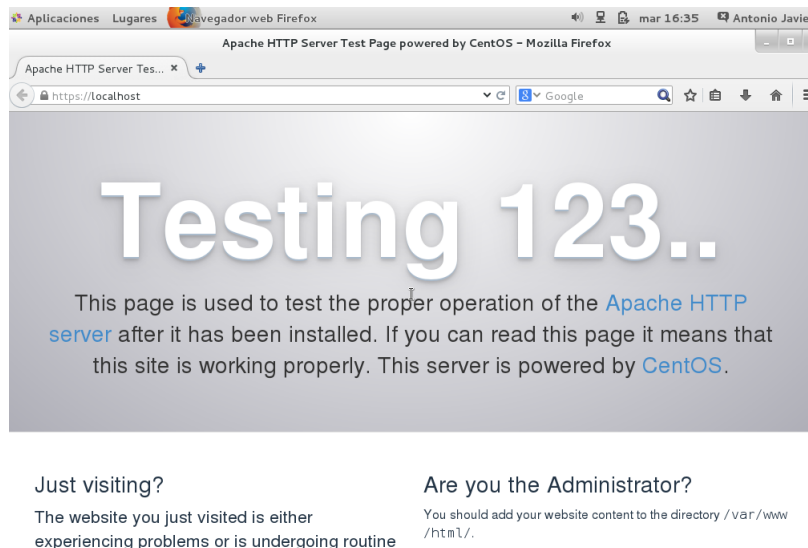 Aplicaciones Lugares Navegador web Firefox mar 16:35 Antonio Javie
Apache HTTP Server Test Page powered by CentOS - Mozilla Firefox
Apache HTTP Server Tes...
https://localhost Google
Testing 123..
This page is used to test the proper operation of the Apache HTTP
server after it has been installed. If you can read this page it means that
this site is working properly. This server is powered by CentOS.
Just visiting?
The website you just visited is either
experiencing problems or is undergoing routine
Are you the Administrator?
You should add your website content to the directory /var/www
/html/.